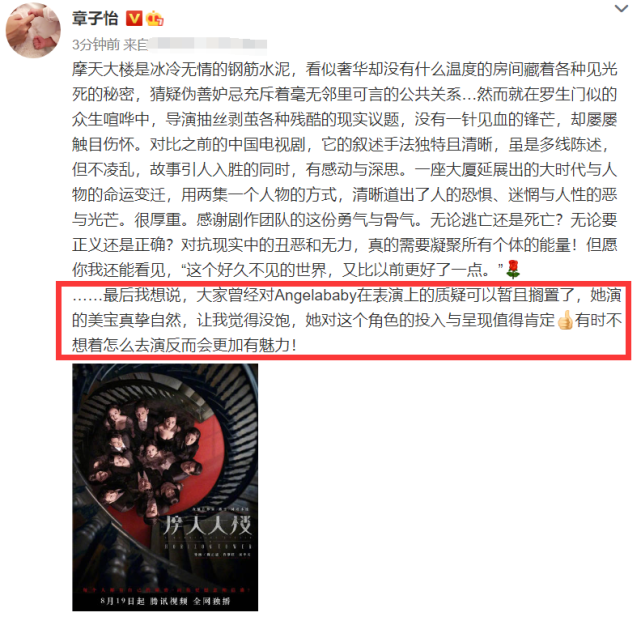 章子怡
3分钟前 来自
摩天大楼是冰冷无情的钢筋水泥，看似奢华却没有什么温度的房间藏着各种见光
死的秘密，猜疑伪善妒忌充斥着毫无邻里可言的公共关系…然而就在罗生门似的
众生喧哗中，导演抽丝剥茧各种残酷的现实议题，没有一针见血的锋芒，却屡屡
触目伤怀。对比之前的中国电视剧，它的叙述手法独特且清晰，虽是多线陈述，
但不凌乱，故事引人入胜的同时，有感动与深思。一座大厦延展出的大时代与人
物的命运变迁，用两集一个人物的方式，清晰道出了人的恐惧、迷惘与人性的恶
与光芒。很厚重。感谢剧作团队的这份勇气与骨气。无论逃亡还是死亡？无论要
正义还是正确？对抗现实中的丑恶和无力，真的需要凝聚所有个体的能量！但愿
你我还能看见，“这个好久不见的世界，又比以前更好了一点。”🌹
……最后我想说，大家曾经对Angelababy在表演上的质疑可以暂且搁置了，她演
的美宝真挚自然，让我觉得没饱，她对这个角色的投入与呈现值得肯定👍有时不
想着怎么去演反而会更加有魅力！
摩天大楼
8月19日起 腾讯视频 全网独播